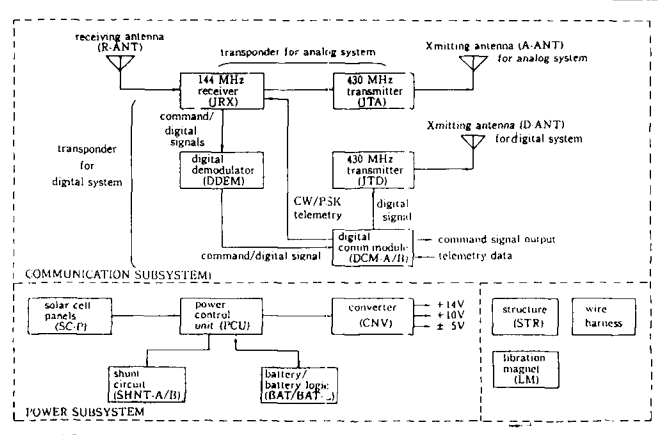 receiving antenna
(R-ANT)
transponder for analog system
Xmitting antenna (A-ANT)
for analog system
144 MHz
receiver
(JRX)
430 MHz
transmitter
(JTA)
command/
digital
signals
Xmitting antenna (D-ANT)
for digital system
transponder
for
digital system
digital
demodulator
(DDEM)
430 MHz
transmitter
(JTD)
CW/PSK
telemetry
digital
signal
command/digital signal
digital
comm module
(DCM-A/B)
command signal output
telemetry data
COMMUNICATION SUBSYSTEM
solar cell
panels
(SC-P)
power
control
unit (PCU)
converter
(CNV)
+14V
+10V
± 5V
structure
(STR)
wire
harness
shunt
circuit
(SHNT-A/B)
battery/
battery logic
(BAT/BAT-
libration
magnet
(LM)
POWER SUBSYSTEM